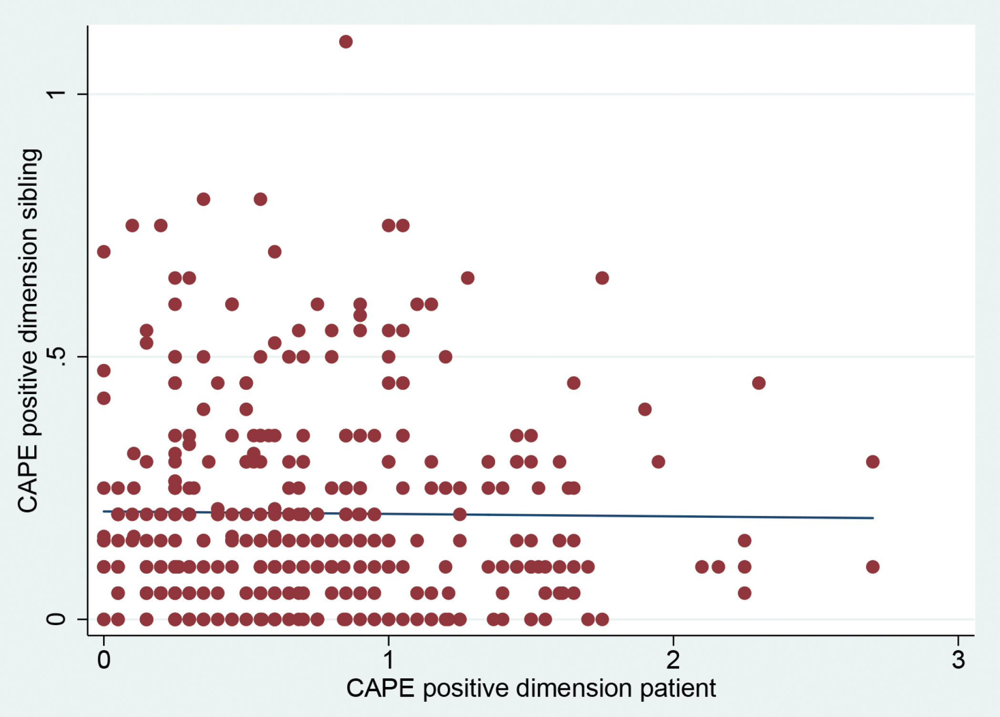 CAPE positive dimension sibling
1
.5
0
0 1 2 3
CAPE positive dimension patient